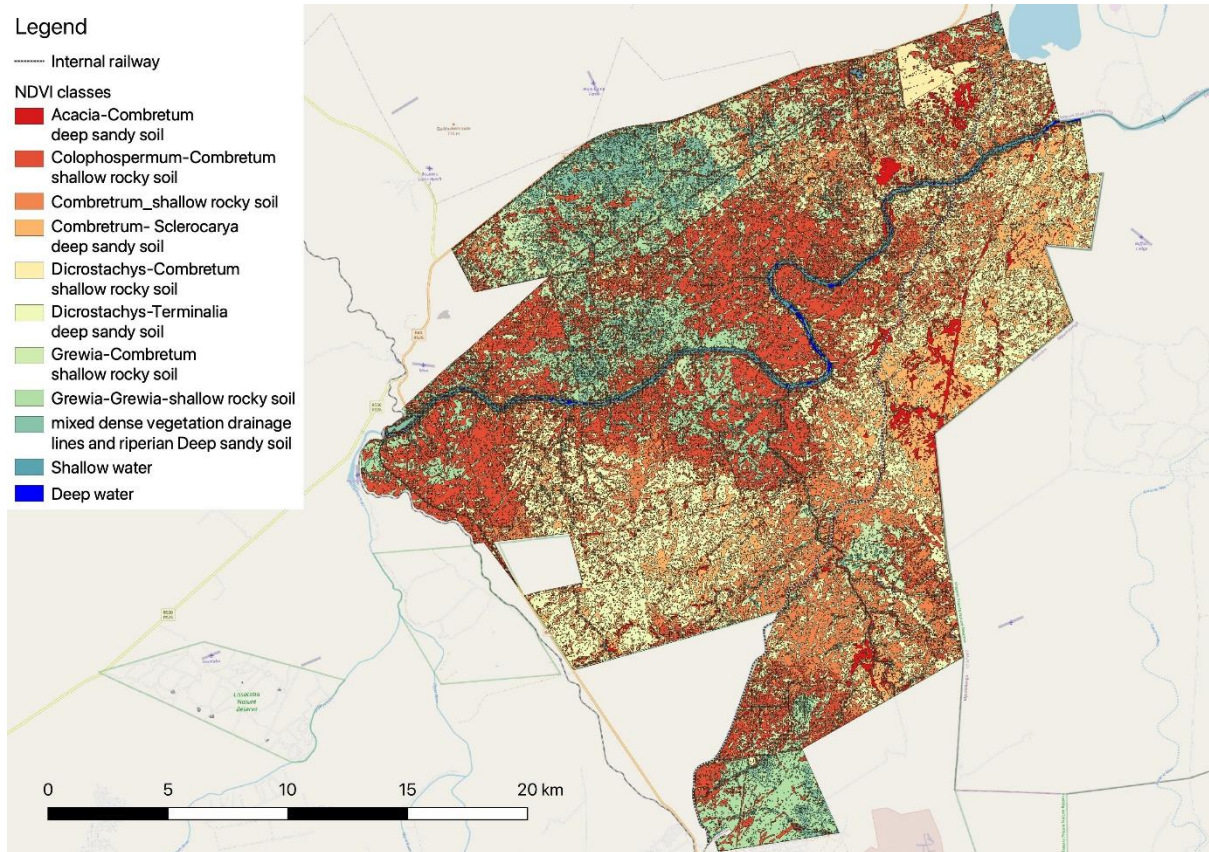 Legend
Internal railway
NDVI classes
Acacia-Combretum
deep sandy soil
Colophospermum-Combretum
shallow rocky soil
Combretrum_shallow rocky soil
Combretrum- Sclerocarya
deep sandy soil
Dicrostachys-Combretum
shallow rocky soil
Dicrostachys-Terminalia
deep sandy soil
Grewia-Combretum
shallow rocky soil
Grewia-Grewia-shallow rocky soil
mixed dense vegetation drainage
lines and riperian Deep sandy soil
Shallow water
Deep water
Nature
Reserve
0 5 10 15 20 km